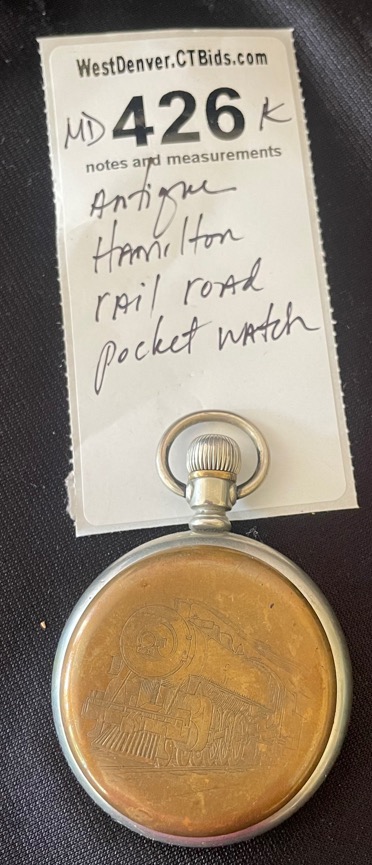 WestDenver.CTBids.com
MD 426 K
notes and measurements
Antique
Hamilton
rail road
pocket watch